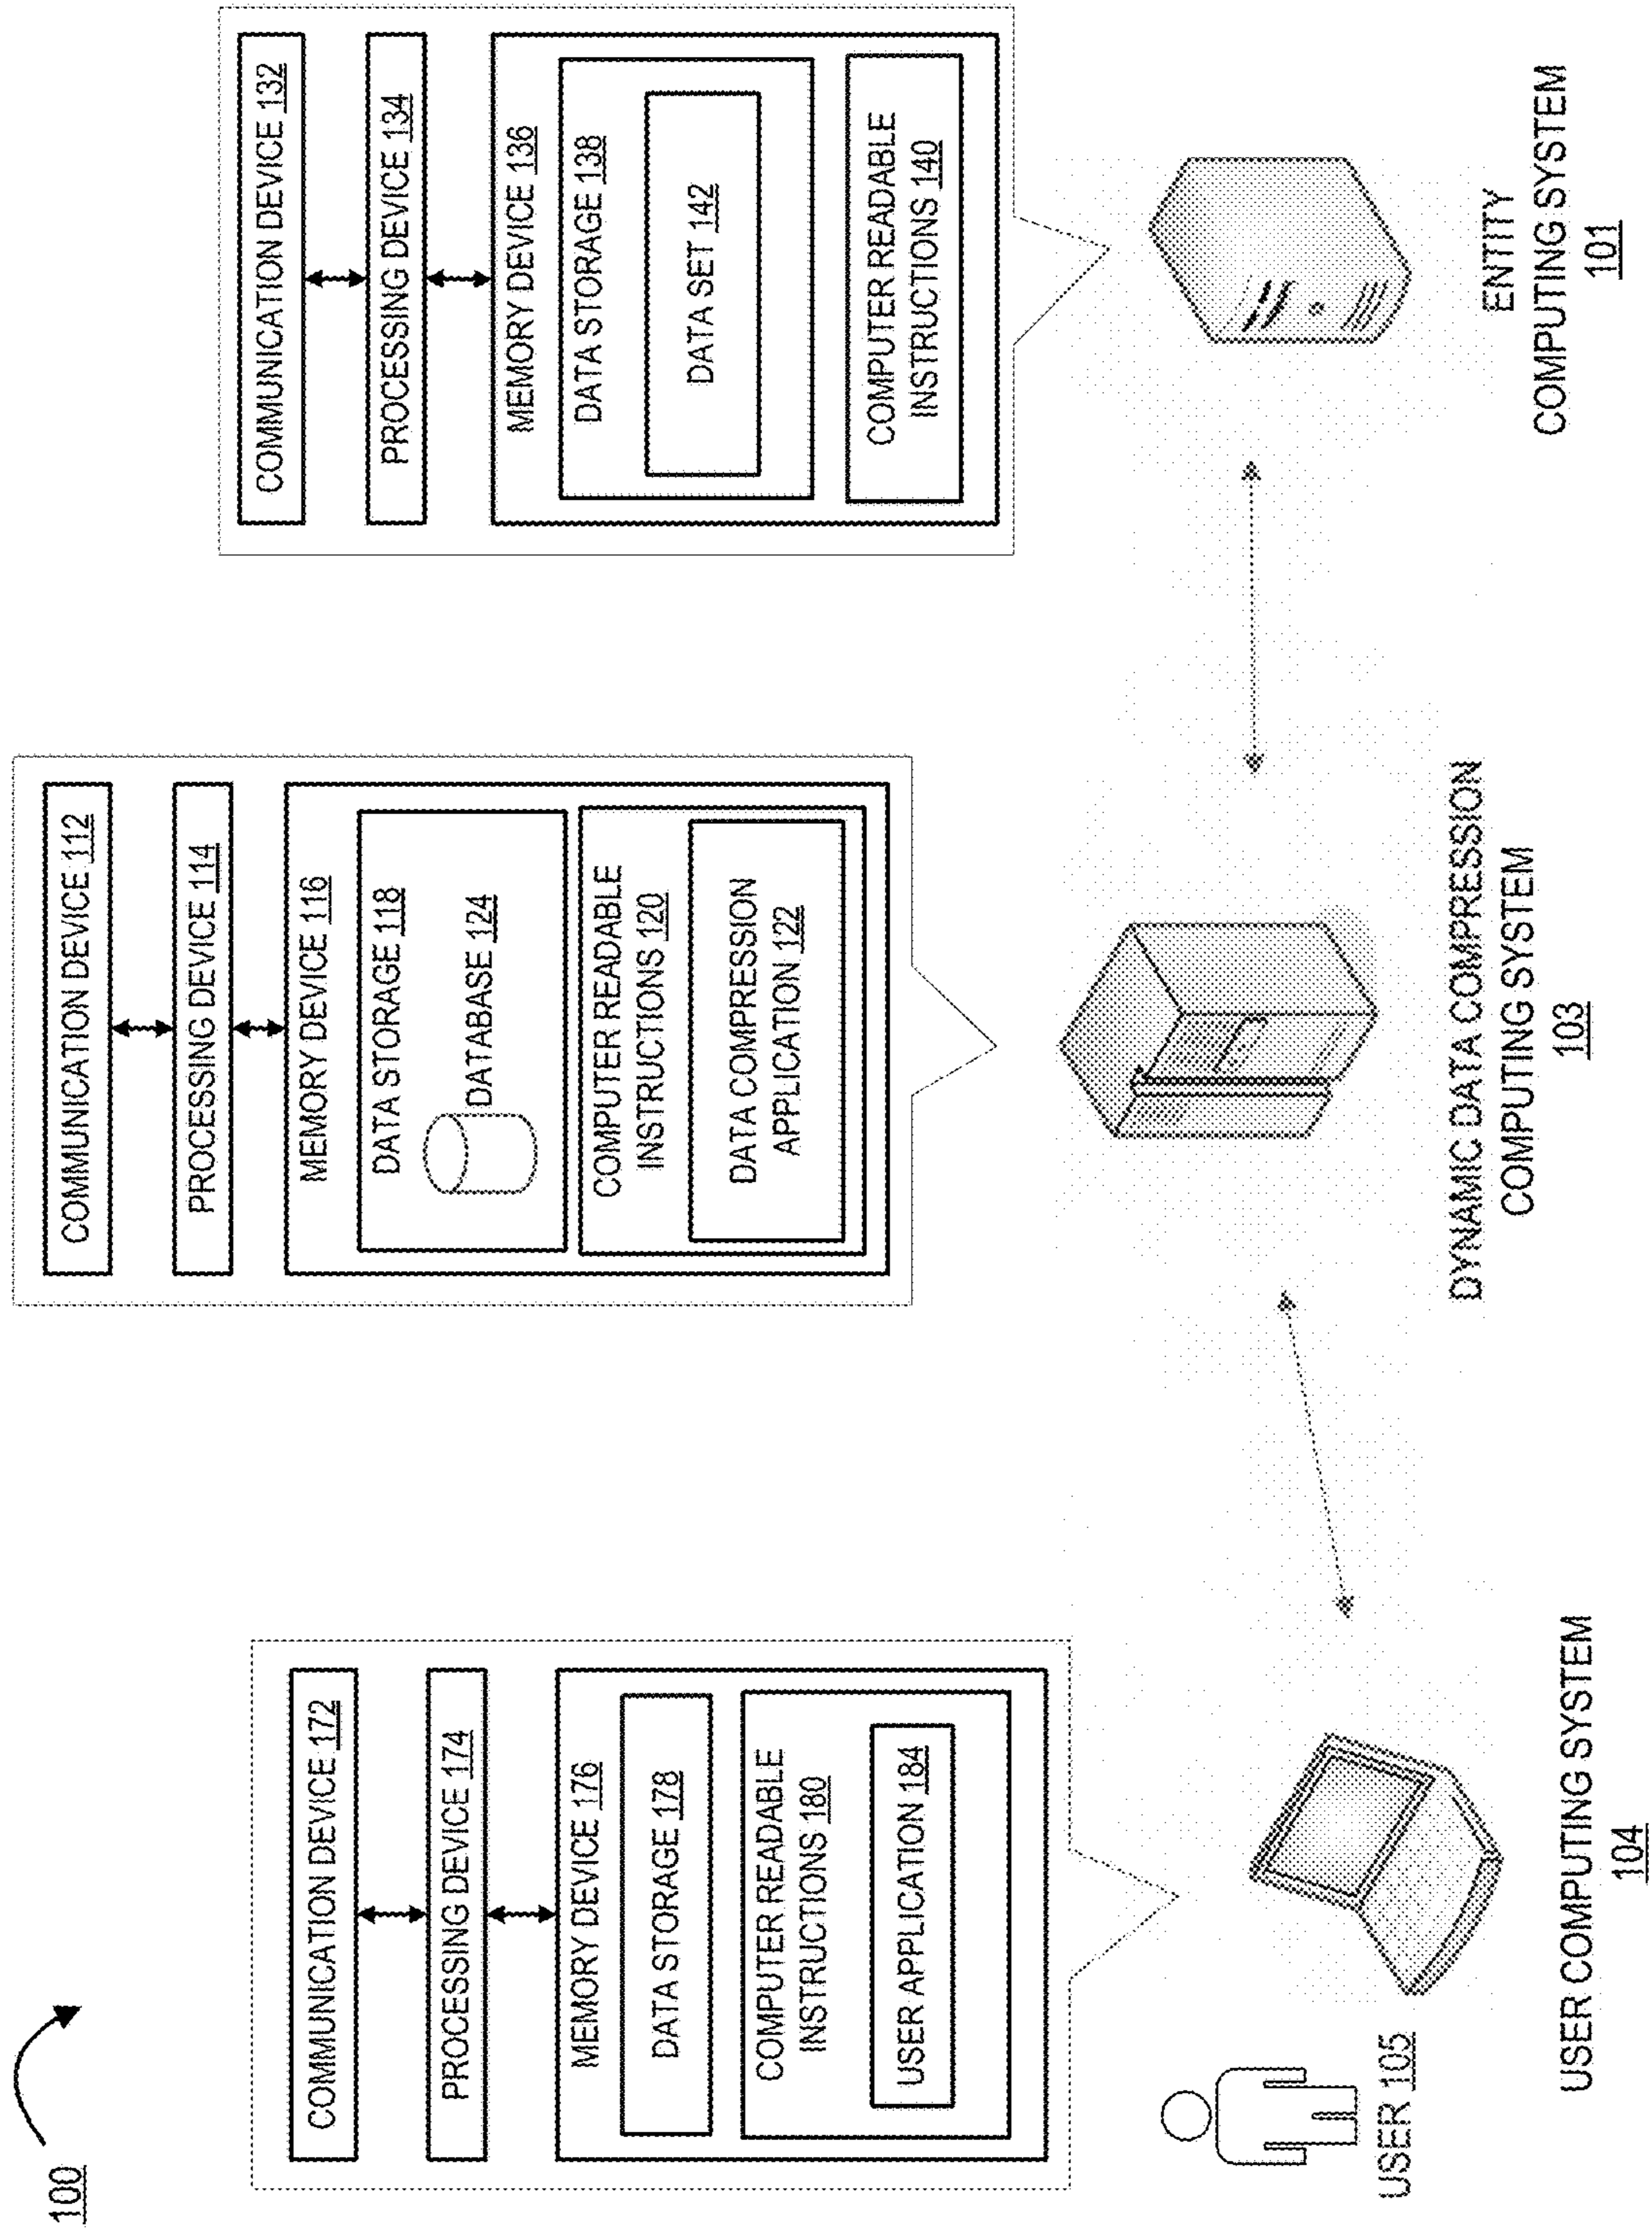 100
COMMUNICATION DEVICE 172
PROCESSING DEVICE 174
MEMORY DEVICE 176
DATA STORAGE 178
COMPUTER READABLE
INSTRUCTIONS 180
USER APPLICATION 184
USER 105
USER COMPUTING SYSTEM
104
COMMUNICATION DEVICE 112
PROCESSING DEVICE 114
MEMORY DEVICE 116
DATA STORAGE 118
DATABASE 124
COMPUTER READABLE
INSTRUCTIONS 120
DATA COMPRESSION
APPLICATION 122
DYNAMIC DATA COMPRESSION
COMPUTING SYSTEM
103
COMMUNICATION DEVICE 132
PROCESSING DEVICE 134
MEMORY DEVICE 136
DATA STORAGE 138
DATA SET 142
COMPUTER READABLE
INSTRUCTIONS 140
ENTITY
COMPUTING SYSTEM
101